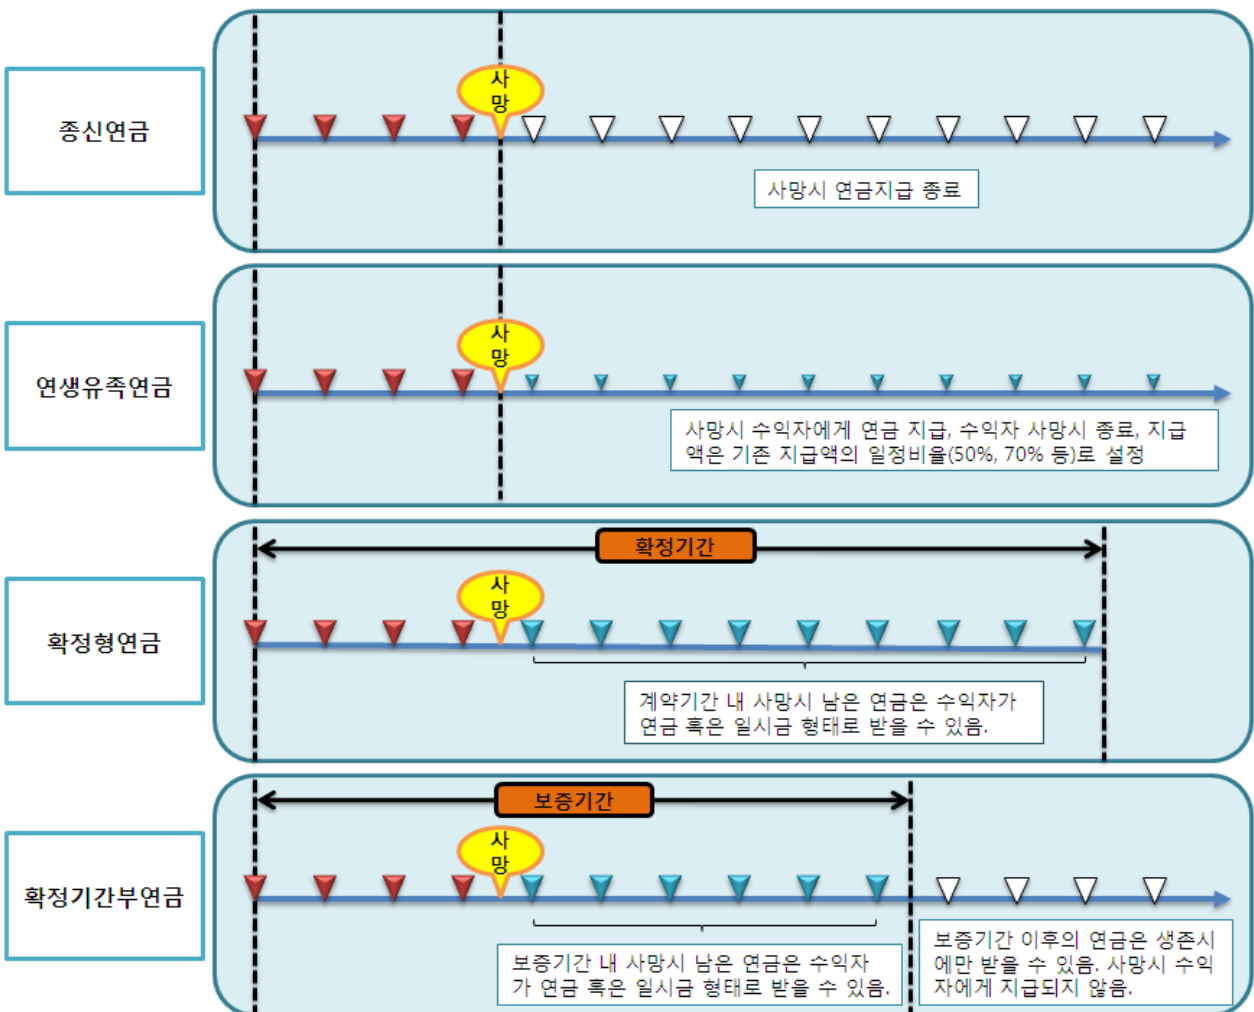 사
망
종신연금
사망시 연금지급 종료
사
망
연생유족연금
사망시 수익자에게 연금 지급, 수익자 사망시 종료, 지급
액은 기존 지급액의 일정비율(50%, 70% 등)로 설정
확정기간
사
망
확정형연금
계약기간 내 사망시 남은 연금은 수익자가
연금 혹은 일시금 형태로 받을 수 있음.
보증기간
사
망
확정기간부연금
보증기간 내 사망시 남은 연금은 수익자
가 연금 혹은 일시금 형태로 받을 수 있음.
보증기간 이후의 연금은 생존시
에만 받을 수 있음. 사망시 수익
자에게 지급되지 않음.